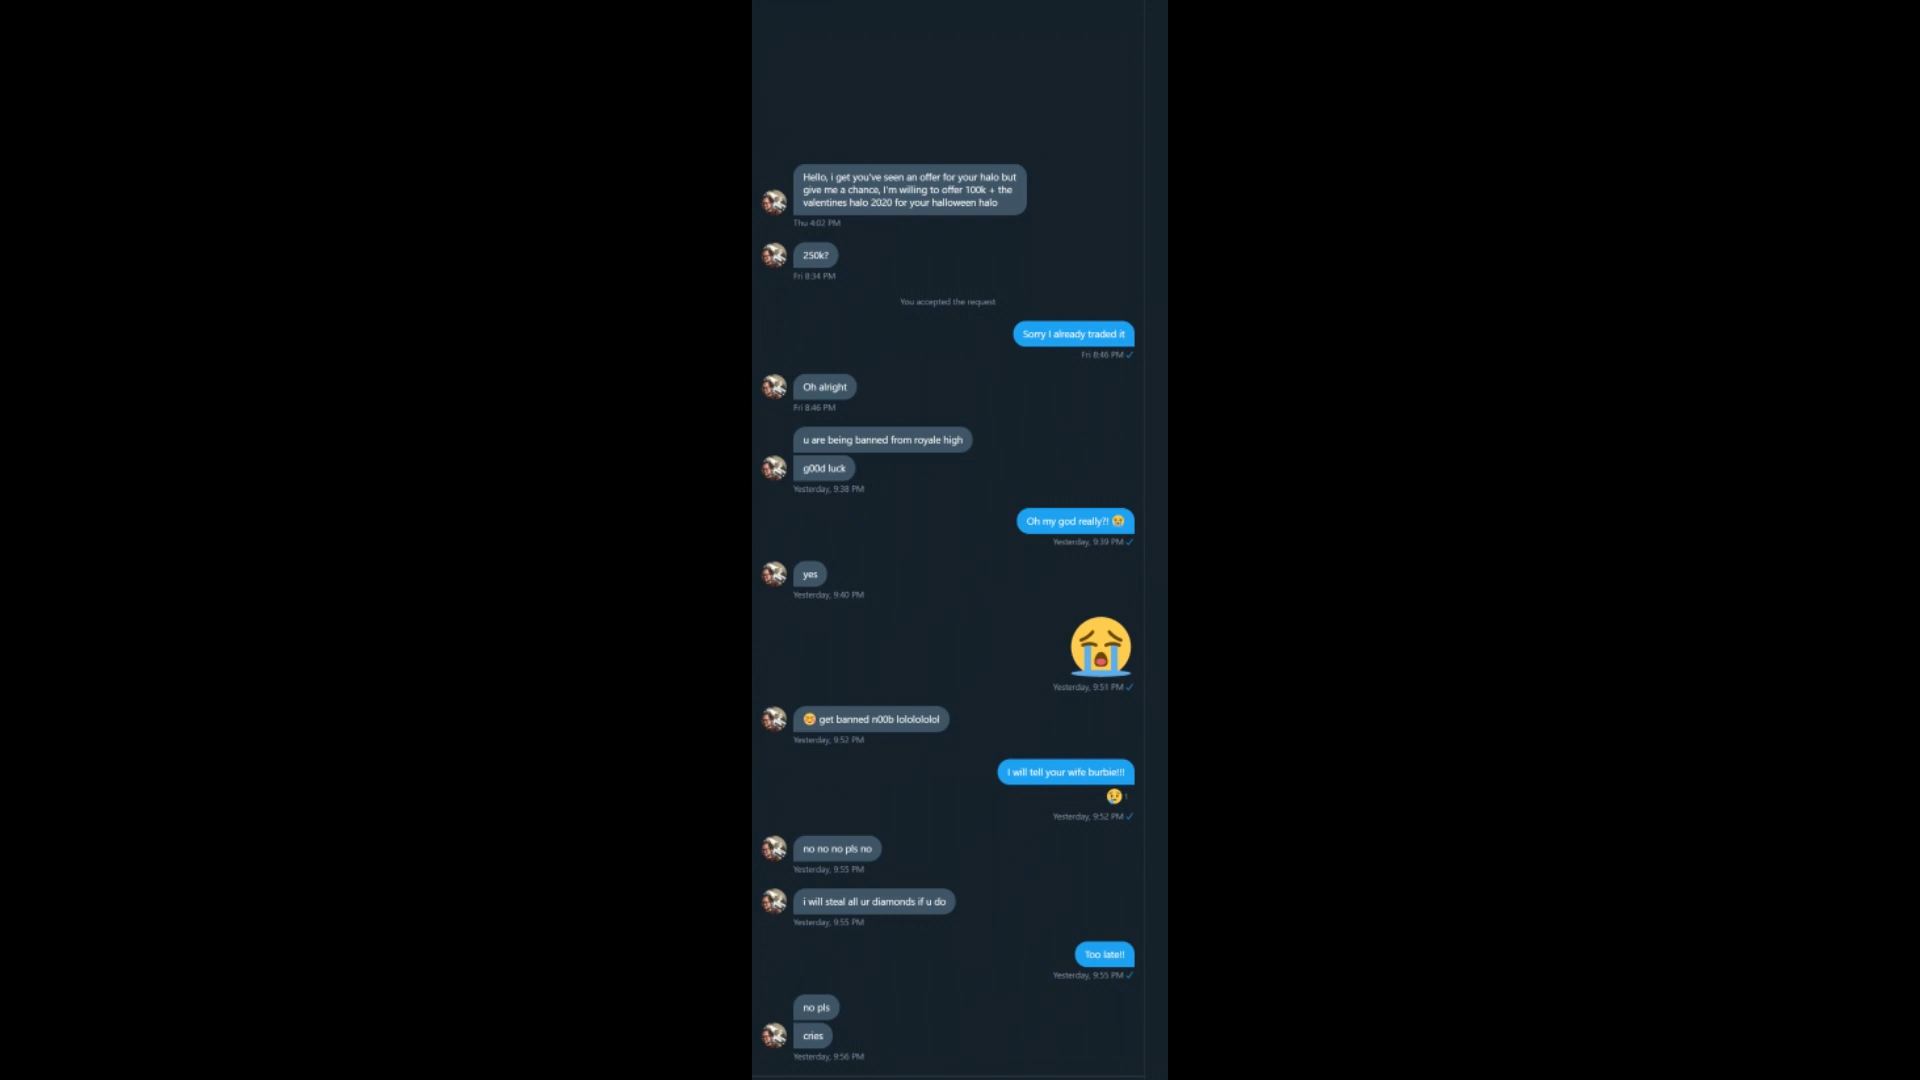 Hello, i get you've seen an offer for your halo but
give me a chance, I'm willing to offer 100k + the
valentines halo 2020 for your halloween halo
Thu 4:02 PM
250k?
Fri 8:34 PM
You accepted the request
Sorry I already traded it
Fri 8:46 PM ✓
Oh alright
Fri 8:46 PM
u are being banned from royale high
g00d luck
Yesterday, 9:38 PM
Oh my god really?! 😢
Yesterday, 9:39 PM ✓
yes
Yesterday, 9:40 PM
😭
Yesterday, 9:51 PM ✓
😊 get banned n00b lolololololol
Yesterday, 9:52 PM
I will tell your wife burbie!!!
😢 1
Yesterday, 9:52 PM ✓
no no no pls no
Yesterday, 9:55 PM
i will steal all ur diamonds if u do
Yesterday, 9:55 PM
Too late!!
Yesterday, 9:55 PM ✓
no pls
cries
Yesterday, 9:56 PM